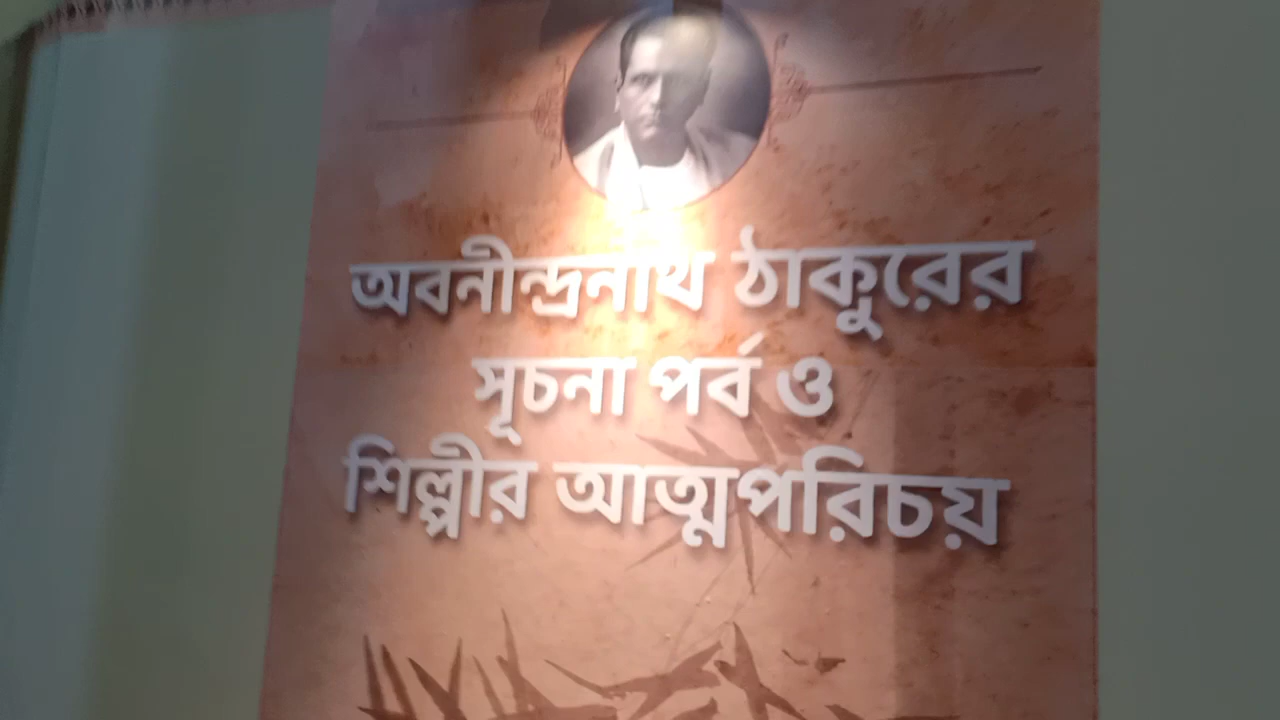 অবনীন্দ্রনাথ ঠাকুরের
সূচনা পর্ব ও
শিল্পীর আত্মপরিচয়